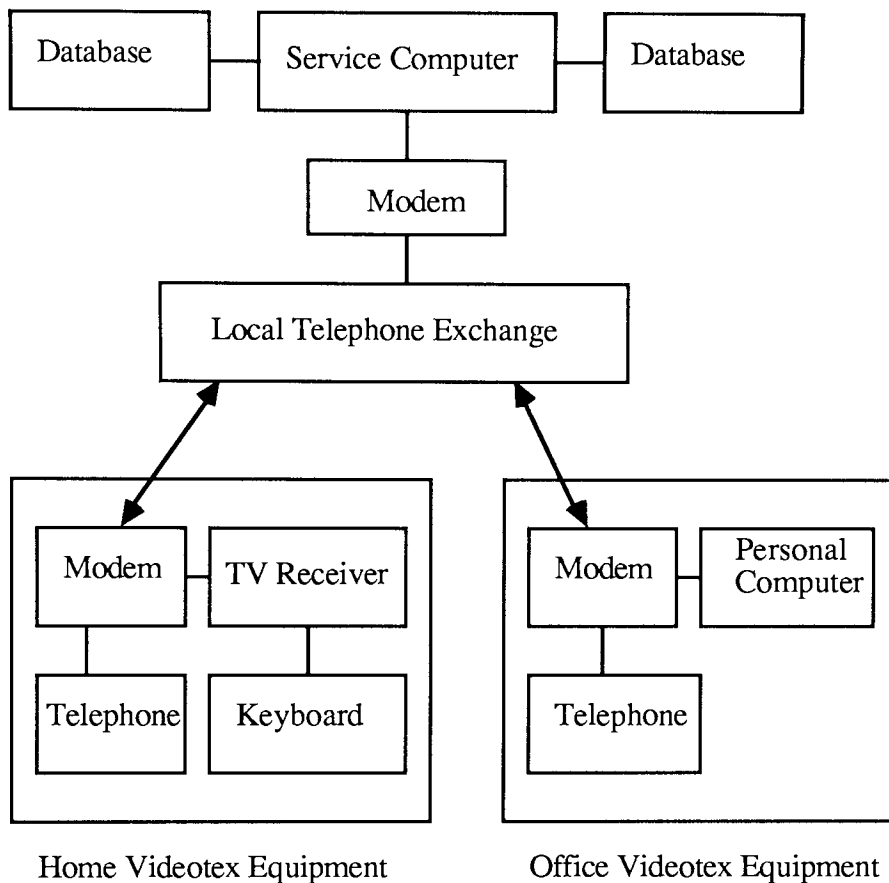 Database
Service Computer
Database
Modem
Local Telephone Exchange
Modem
TV Receiver
Telephone
Keyboard
Modem
Personal
Computer
Telephone
Home Videotex Equipment
Office Videotex Equipment